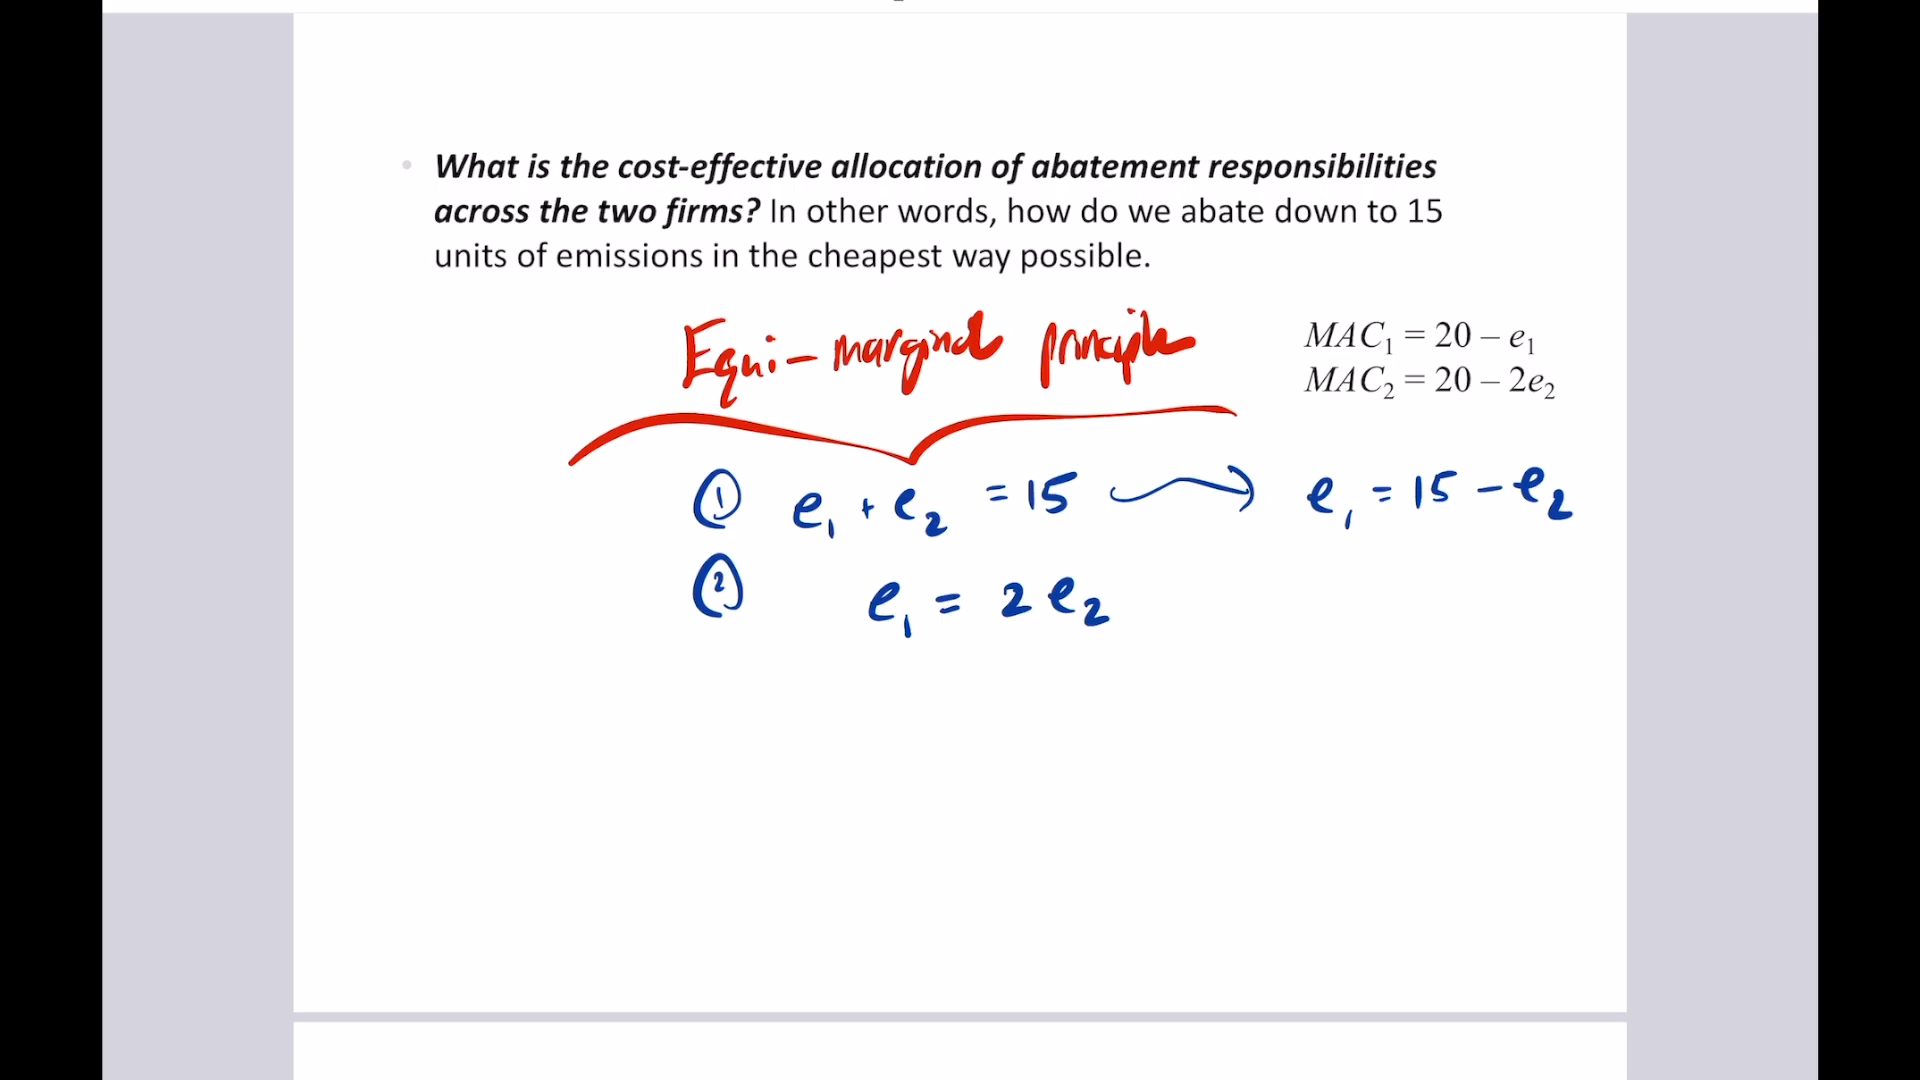 • What is the cost-effective allocation of abatement responsibilities
across the two firms? In other words, how do we abate down to 15
units of emissions in the cheapest way possible.
Equi-marginal principle
MAC₁ = 20 – e₁
MAC₂ = 20 – 2e₂
① e₁ + e₂ = 15 → e₁ = 15 - e₂
② e₁ = 2 e₂